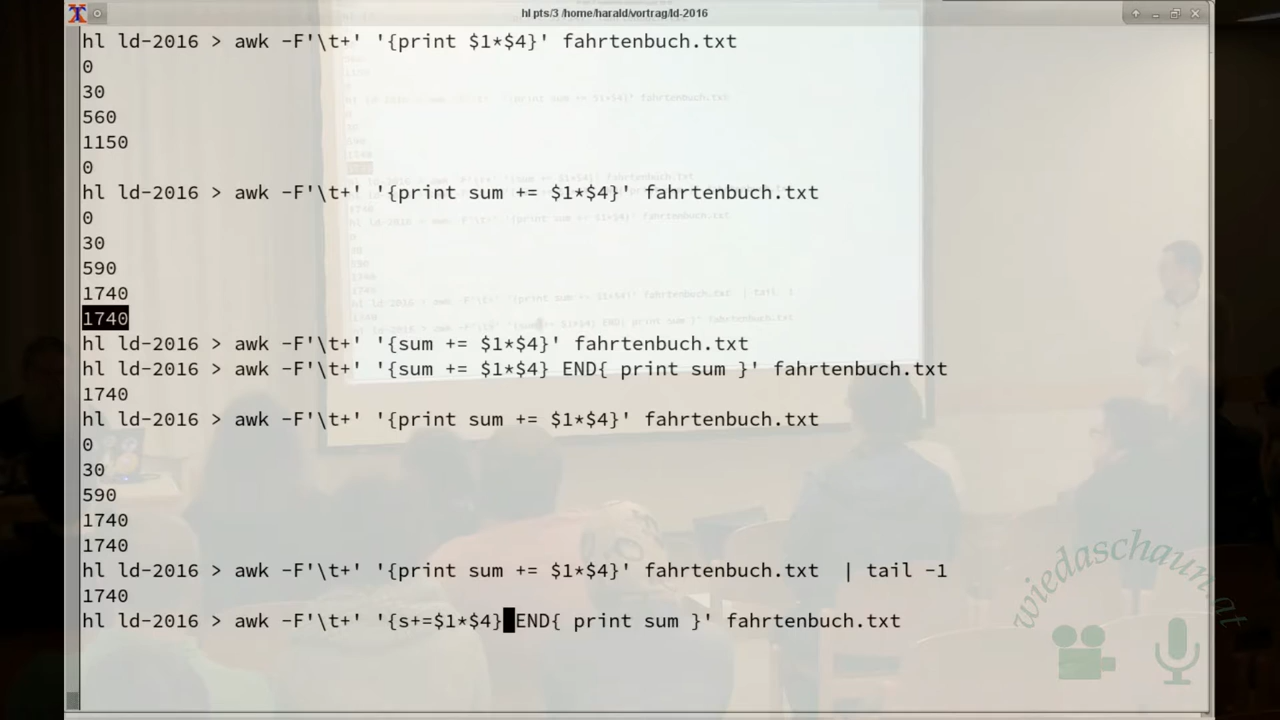 hl pts/3 /home/harald/vortrag/ld-2016
hl ld-2016 > awk -F'\t+' '{print $1*$4}' fahrtenbuch.txt
0
30
560
1150
0
hl ld-2016 > awk -F'\t+' '{print sum += $1*$4}' fahrtenbuch.txt
0
30
590
1740
1740
hl ld-2016 > awk -F'\t+' '{sum += $1*$4}' fahrtenbuch.txt
hl ld-2016 > awk -F'\t+' '{sum += $1*$4} END{ print sum }' fahrtenbuch.txt
1740
hl ld-2016 > awk -F'\t+' '{print sum += $1*$4}' fahrtenbuch.txt
0
30
590
1740
1740
hl ld-2016 > awk -F'\t+' '{print sum += $1*$4}' fahrtenbuch.txt  | tail -1
1740
hl ld-2016 > awk -F'\t+' '{s+=$1*$4} END{ print sum }' fahrtenbuch.txt
wiedaschaun.at